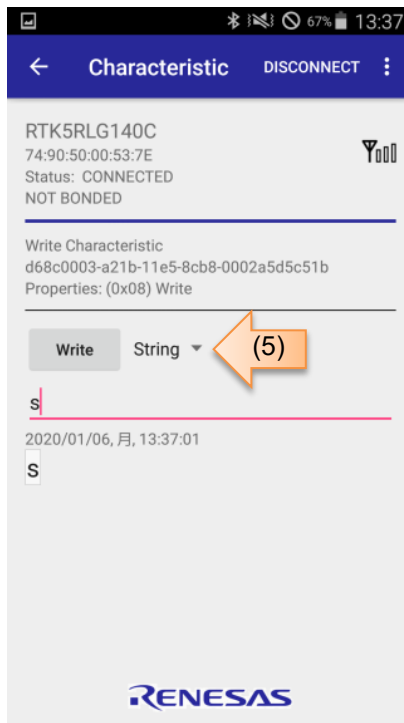 67% 13:37
Characteristic DISCONNECT
RTK5RLG140C
74:90:50:00:53:7E
Status: CONNECTED
NOT BONDED
Write Characteristic
d68c0003-a21b-11e5-8cb8-0002a5d5c51b
Properties: (0x08) Write
Write String (5)
s
2020/01/06, 月, 13:37:01
s
RENESAS